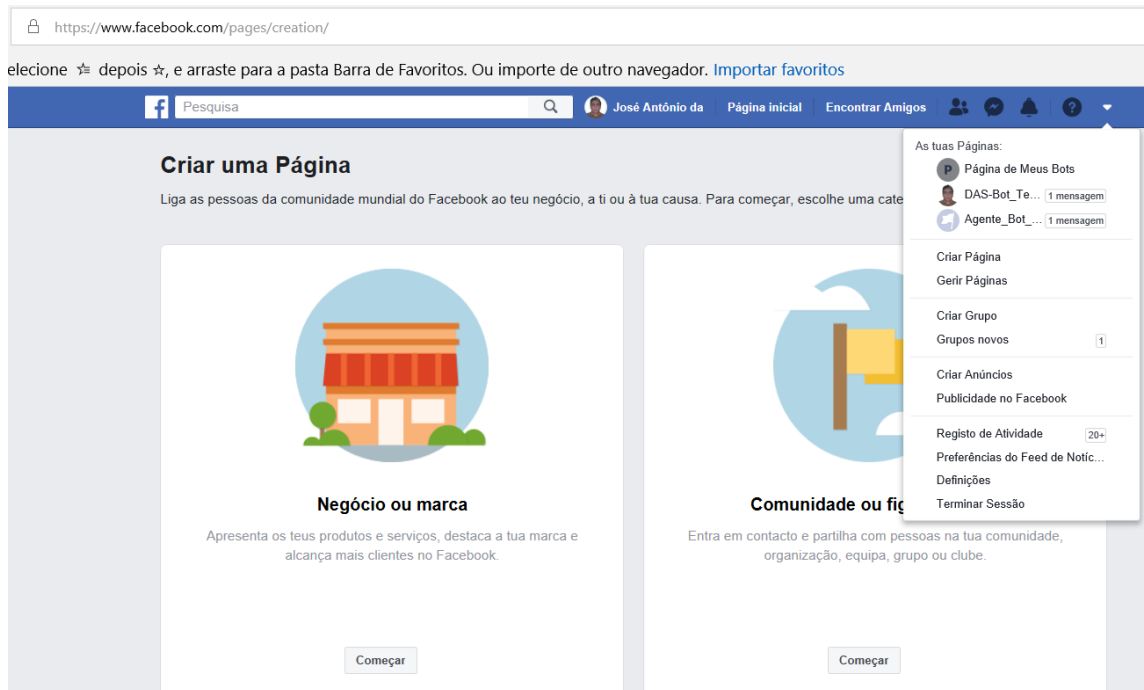 https://www.facebook.com/pages/creation/
elecione depois , e arraste para a pasta Barra de Favoritos. Ou importe de outro navegador. Importar favoritos
f Pesquisa José Antônio da Página inicial Encontrar Amigos
As tuas Páginas:
P Página de Meus Bots
DAS-Bot_Te... 1 mensagem
Agente_Bot_... 1 mensagem
Criar Página
Gerir Páginas
Criar Grupo
Grupos novos 1
Criar Anúncios
Publicidade no Facebook
Registo de Atividade 20+
Preferências do Feed de Notíc...
Definições
Terminar Sessão
Criar uma Página
Liga as pessoas da comunidade mundial do Facebook ao teu negócio, a ti ou à tua causa. Para começar, escolhe uma cate
Negócio ou marca
Apresenta os teus produtos e serviços, destaca a tua marca e
alcança mais clientes no Facebook.
Começar
Comunidade ou fig
Entra em contacto e partilha com pessoas na tua comunidade,
organização, equipa, grupo ou clube.
Começar